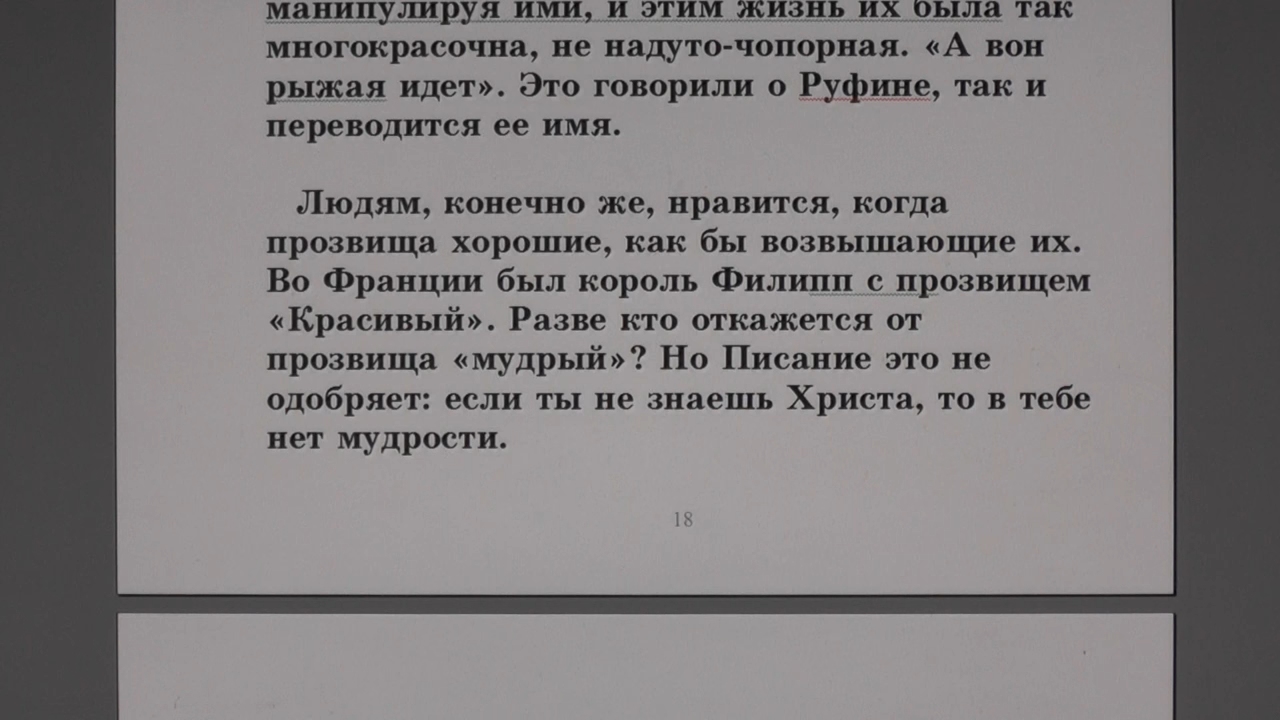 манипулируя ими, и этим жизнь их была так
многокрасочна, не надуто-чопорная. «А вон
рыжая идет». Это говорили о Руфине, так и
переводится ее имя.
Людям, конечно же, нравится, когда
прозвища хорошие, как бы возвышающие их.
Во Франции был король Филипп с прозвищем
«Красивый». Разве кто откажется от
прозвища «мудрый»? Но Писание это не
одобряет: если ты не знаешь Христа, то в тебе
нет мудрости.
18